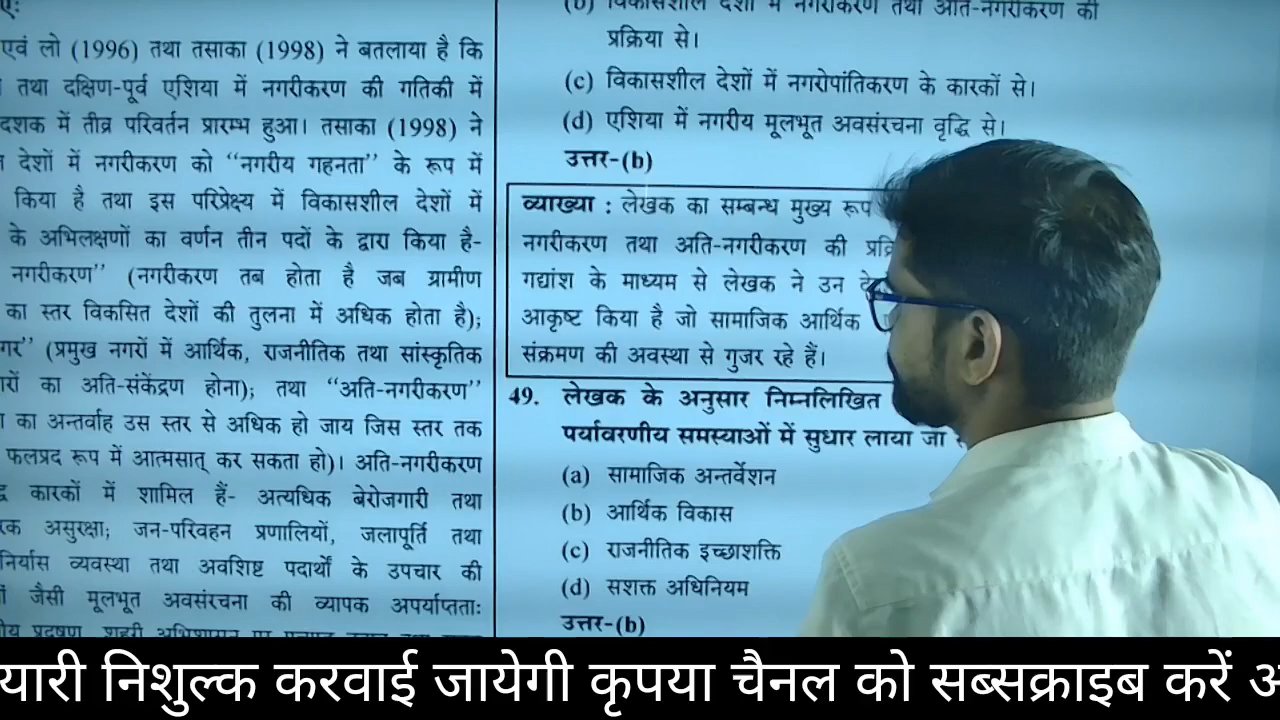 एवं लो (1996) तथा तसाका (1998) ने बतलाया है कि
तथा दक्षिण-पूर्व एशिया में नगरीकरण की गतिकी में
दशक में तीव्र परिवर्तन प्रारम्भ हुआ। तसाका (1998) ने
देशों में नगरीकरण को "नगरीय गहनता" के रूप में
किया है तथा इस परिप्रेक्ष्य में विकासशील देशों में
के अभिलक्षणों का वर्णन तीन पदों के द्वारा किया है-
नगरीकरण" (नगरीकरण तब होता है जब ग्रामीण
का स्तर विकसित देशों की तुलना में अधिक होता है);
गर" (प्रमुख नगरों में आर्थिक, राजनीतिक तथा सांस्कृतिक
रों का अति-संकेंद्रण होना); तथा "अति-नगरीकरण"
का अन्तर्वाह उस स्तर से अधिक हो जाय जिस स्तर तक
फलप्रद रूप में आत्मसात् कर सकता हो)। अति-नगरीकरण
कारकों में शामिल हैं- अत्यधिक बेरोजगारी तथा
क असुरक्षा; जन-परिवहन प्रणालियों, जलापूर्ति तथा
निर्यास व्यवस्था तथा अवशिष्ट पदार्थों के उपचार की
जैसी मूलभूत अवसंरचना की व्यापक अपर्याप्तताः
(b) विकासशील देशों में नगरीकरण तथा अति-नगरीकरण की
प्रक्रिया से।
(c) विकासशील देशों में नगरोपांतिकरण के कारकों से।
(d) एशिया में नगरीय मूलभूत अवसंरचना वृद्धि से।
उत्तर-(b)
व्याख्या : लेखक का सम्बन्ध मुख्य रूप
नगरीकरण तथा अति-नगरीकरण की प्रक्रि
गद्यांश के माध्यम से लेखक ने उन दे
आकृष्ट किया है जो सामाजिक आर्थिक
संक्रमण की अवस्था से गुजर रहे हैं।
49. लेखक के अनुसार निम्नलिखित
पर्यावरणीय समस्याओं में सुधार लाया जा
(a) सामाजिक अन्तर्वेशन
(b) आर्थिक विकास
(c) राजनीतिक इच्छाशक्ति
(d) सशक्त अधिनियम
उत्तर-(b)
यारी निशुल्क करवाई जायेगी कृपया चैनल को सब्सक्राइब करें अ